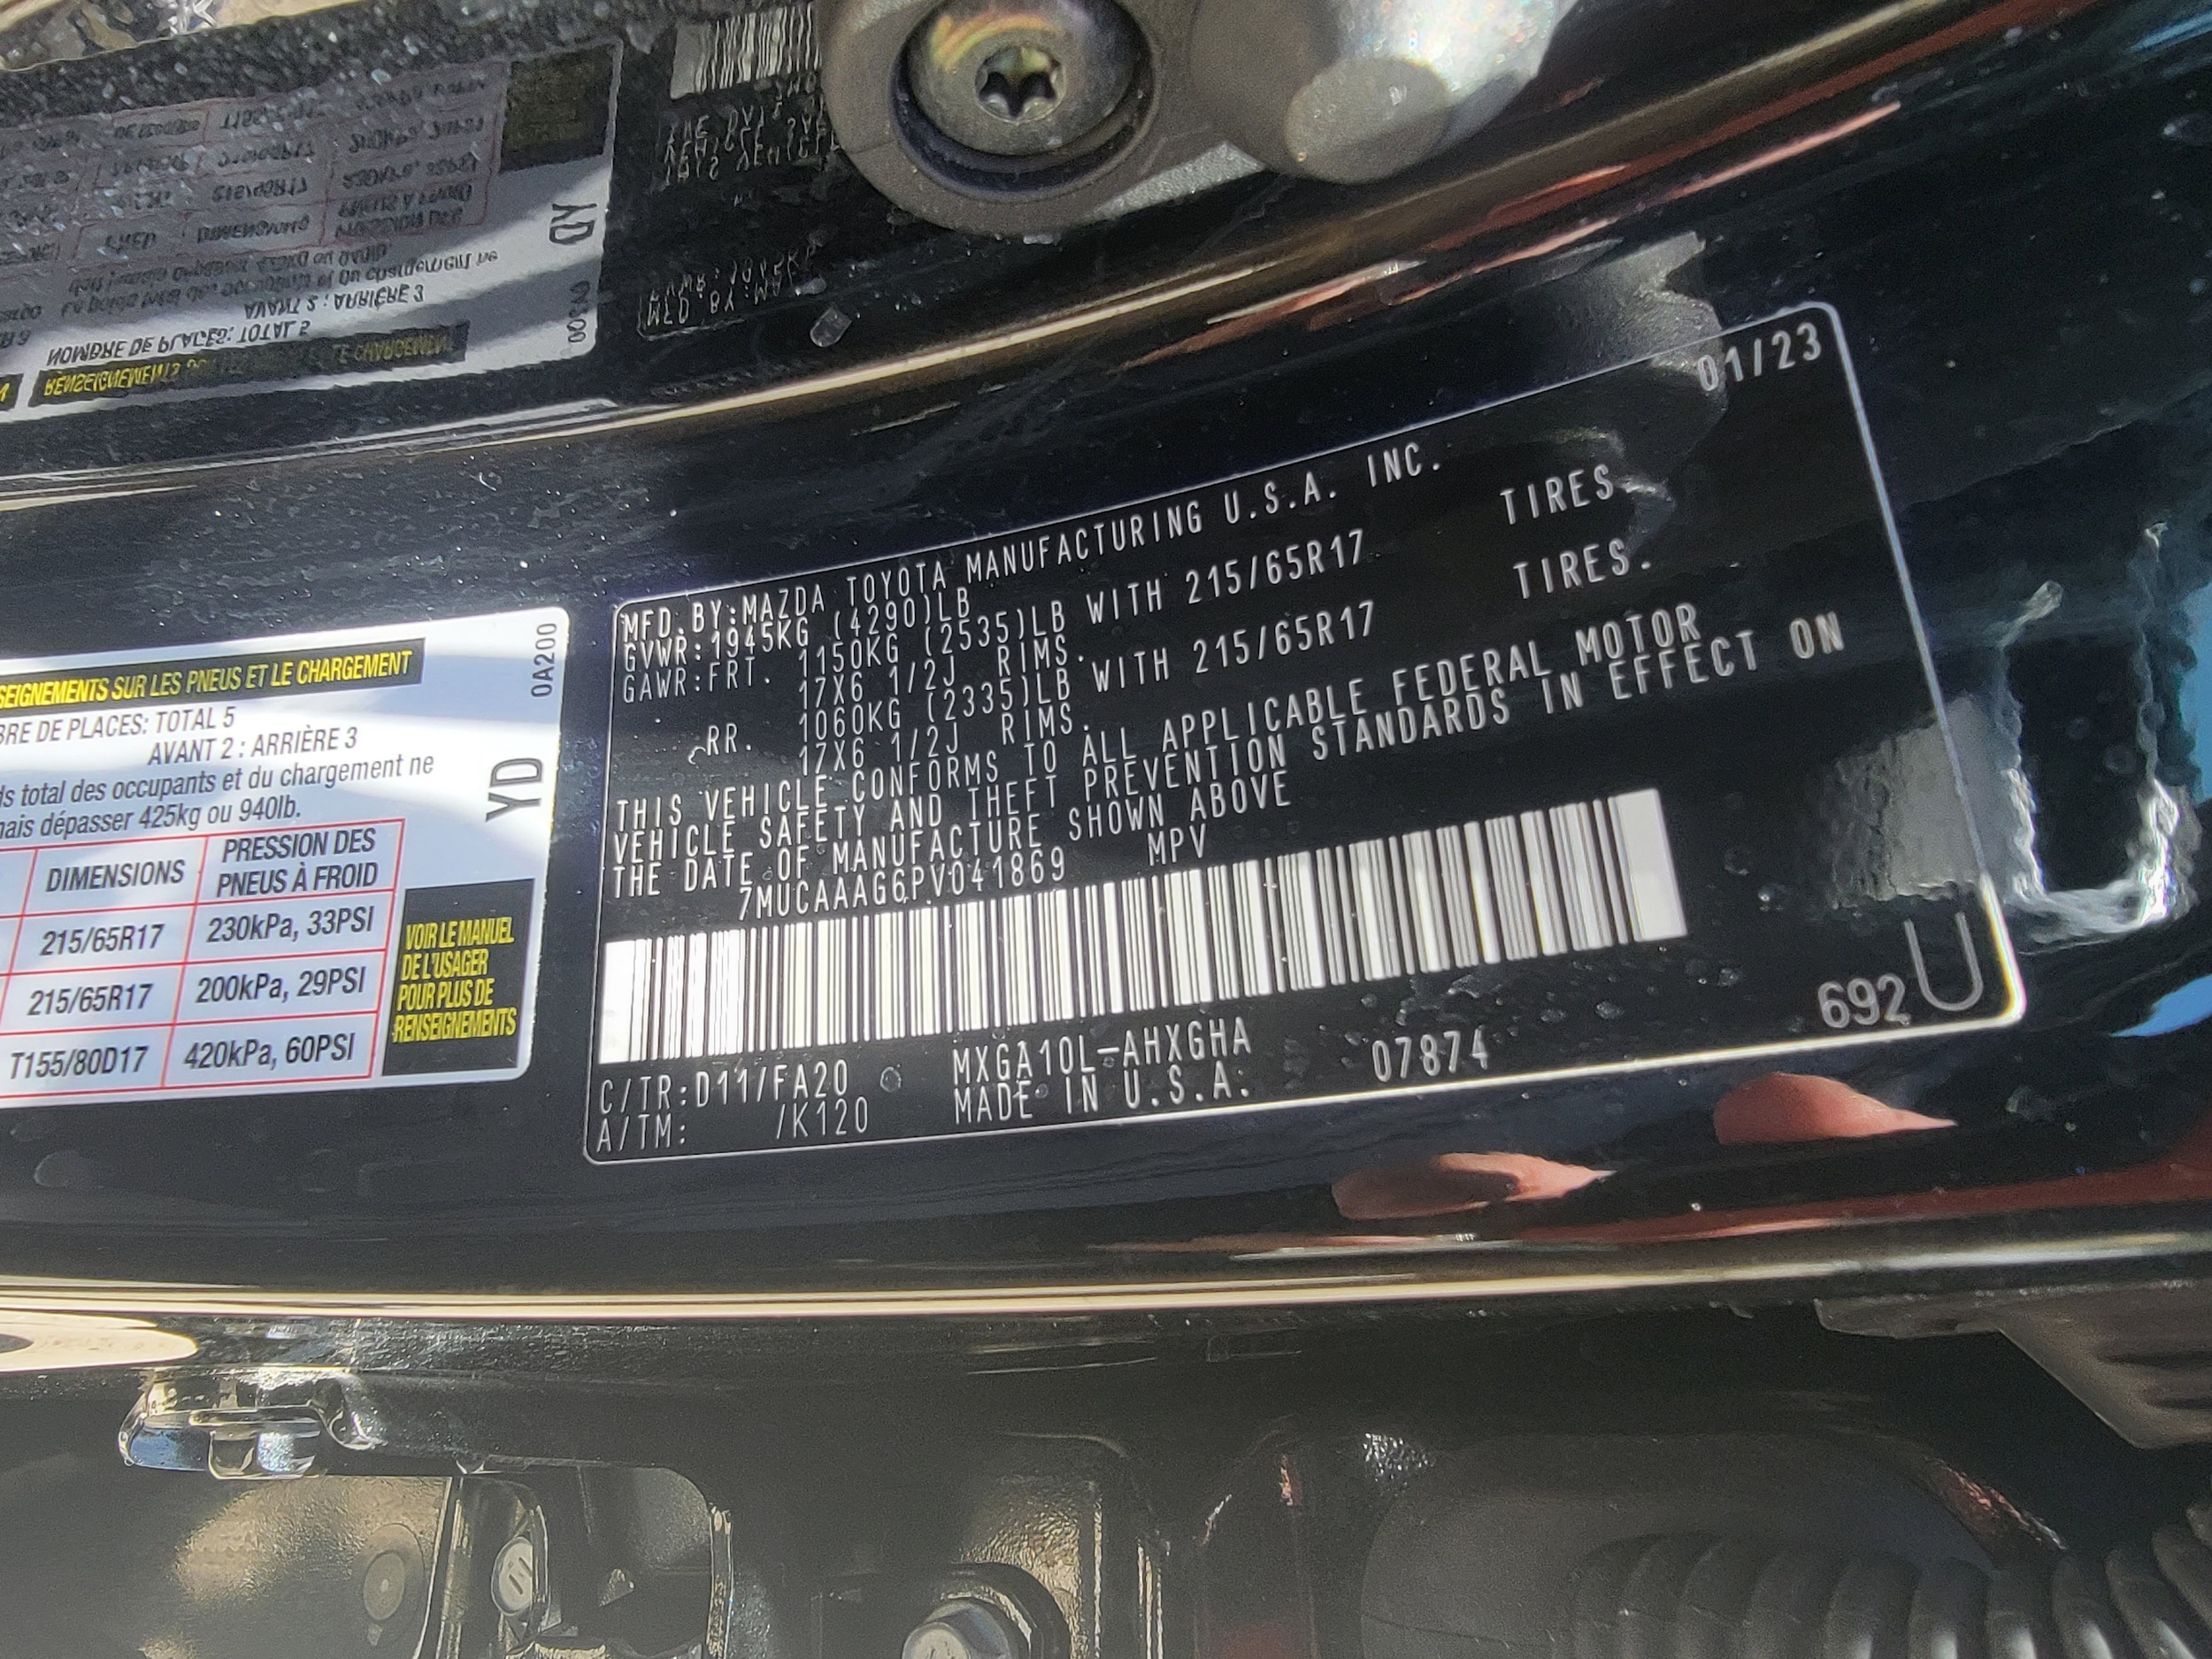 SEIGNEMENTS SUR LES PNEUS ET LE CHARGEMENT
BRE DE PLACES: TOTAL 5
AVANT 2 : ARRIÈRE 3
ds total des occupants et du chargement ne
mais dépasser 425kg ou 940lb.
DIMENSIONS PRESSION DES PNEUS À FROID
215/65R17 230kPa, 33PSI
215/65R17 200kPa, 29PSI
T155/80D17 420kPa, 60PSI
VOIR LE MANUEL
DE L'USAGER
POUR PLUS DE
RENSEIGNEMENTS
0A200
YD
01/23
MFD. BY:MAZDA TOYOTA MANUFACTURING U.S.A. INC.
GVWR:1945KG (4290)LB
GAWR:FRT. 1150KG (2535)LB WITH 215/65R17 TIRES.
17X6 1/2J RIMS.
RR. 1060KG (2335)LB WITH 215/65R17 TIRES.
17X6 1/2J RIMS.
THIS VEHICLE CONFORMS TO ALL APPLICABLE FEDERAL MOTOR
VEHICLE SAFETY AND THEFT PREVENTION STANDARDS IN EFFECT ON
THE DATE OF MANUFACTURE SHOWN ABOVE
7MUCAAAG6PV041869 MPV
C/TR:D11/FA20 MXGA10L-AHXGHA 07874
A/TM: /K120 MADE IN U.S.A.
692 U